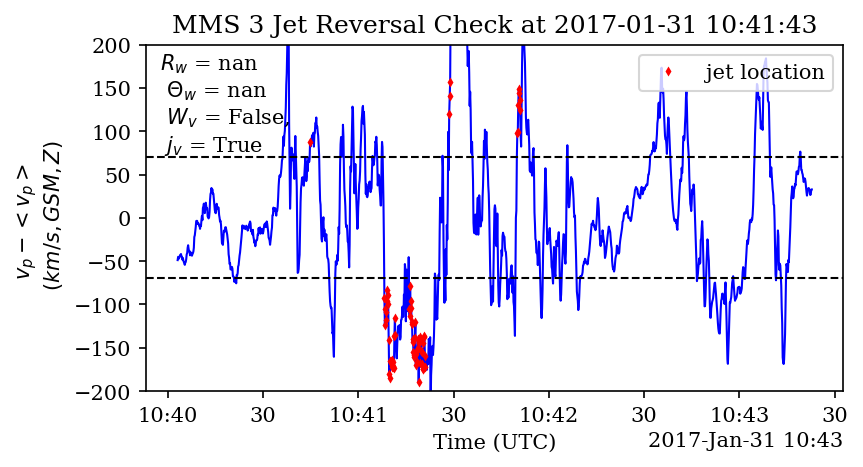 MMS 3 Jet Reversal Check at 2017-01-31 10:41:43
200
150
100
50
0
−50
−100
−150
−200
v_p − <v_p>
(km/s, GSM, Z)
R_w = nan
Θ_w = nan
W_v = False,
j_v = True
jet location
10:40
30
10:41
30
10:42
30
10:43
30
Time (UTC)
2017-Jan-31 10:43